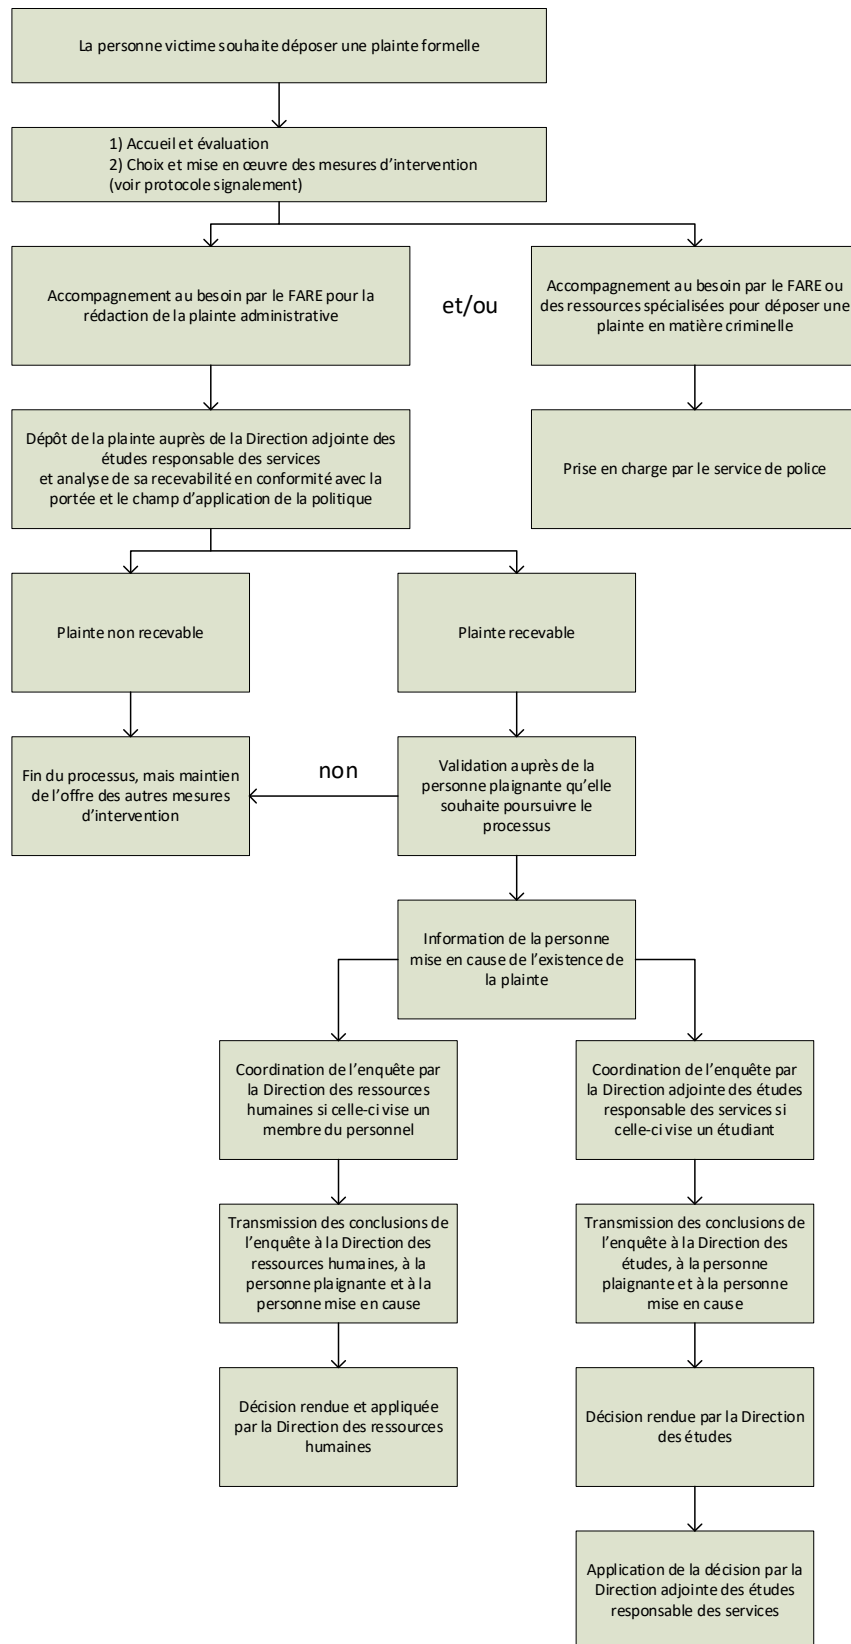 La personne victime souhaite déposer une plainte formelle
1) Accueil et évaluation
2) Choix et mise en œuvre des mesures d’intervention
(voir protocole signalement)
Accompagnement au besoin par le FARE pour la
rédaction de la plainte administrative
et/ou
Accompagnement au besoin par le FARE ou
des ressources spécialisées pour déposer une
plainte en matière criminelle
Dépôt de la plainte auprès de la Direction adjointe des
études responsable des services
et analyse de sa recevabilité en conformité avec la
portée et le champ d’application de la politique
Prise en charge par le service de police
Plainte non recevable
Plainte recevable
Fin du processus, mais maintien
de l’offre des autres mesures
d’intervention
non
Validation auprès de la
personne plaignante qu’elle
souhaite poursuivre le
processus
Information de la personne
mise en cause de l’existence de
la plainte
Coordination de l’enquête par
la Direction des ressources
humaines si celle-ci vise un
membre du personnel
Coordination de l’enquête par
la Direction adjointe des études
responsable des services si
celle-ci vise un étudiant
Transmission des conclusions de
l’enquête à la Direction des
ressources humaines, à la
personne plaignante et à la
personne mise en cause
Transmission des conclusions de
l’enquête à la Direction des
études, à la personne
plaignante et à la personne
mise en cause
Décision rendue et appliquée
par la Direction des ressources
humaines
Décision rendue par la Direction
des études
Application de la décision par la
Direction adjointe des études
responsable des services